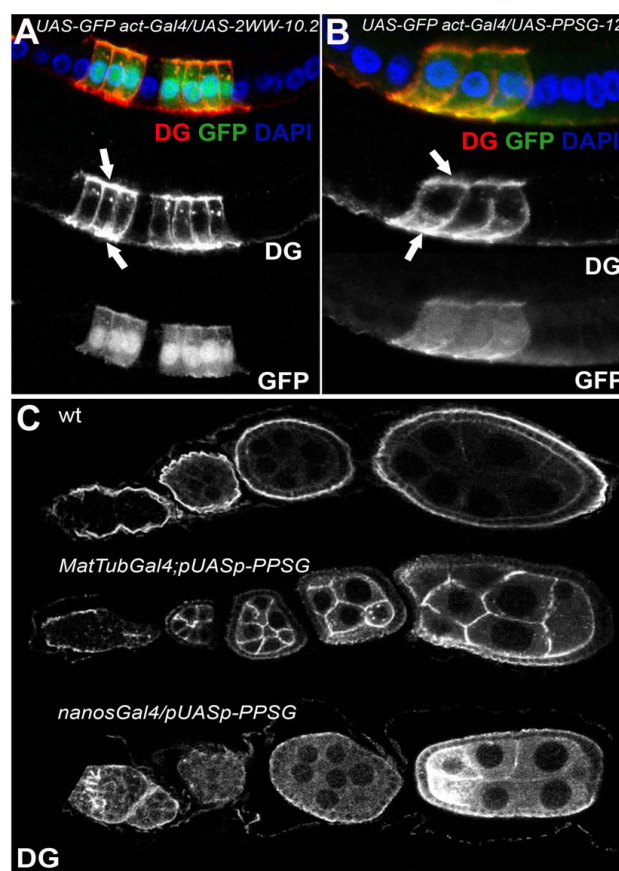 A
UAS-GFP act-Gal4/UAS-2WW-10.2
DG GFP DAPI
DG
GFP
B
UAS-GFP act-Gal4/UAS-PPSG-12
DG GFP DAPI
DG
GFP
C
wt
MatTubGal4;pUASp-PPSG
nanosGal4/pUASp-PPSG
DG